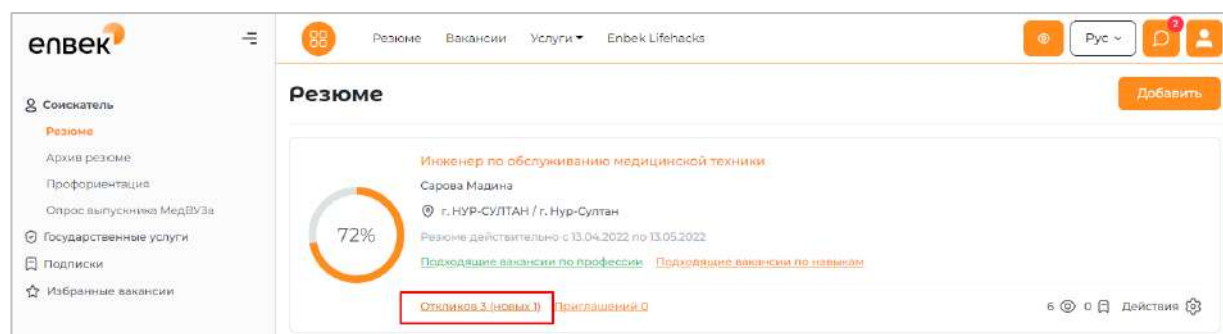 enbek
Резюме Вакансии Услуги Enbek Lifehacks
Рус
2
Соискатель
Резюме
Архив резюме
Профориентация
Опрос выпускника МедВУЗа
Государственные услуги
Подписки
Избранные вакансии
Резюме
Добавить
72%
Инженер по обслуживанию медицинской техники
Сарова Мадина
г. НУР-СУЛТАН / г. Нур-Султан
Резюме действительно с 13.04.2022 по 13.05.2022
Подходящие вакансии по профессии Подходящие вакансии по навыкам
Откликов 3 (новых 1) Приглашений 0
6 0 Действия